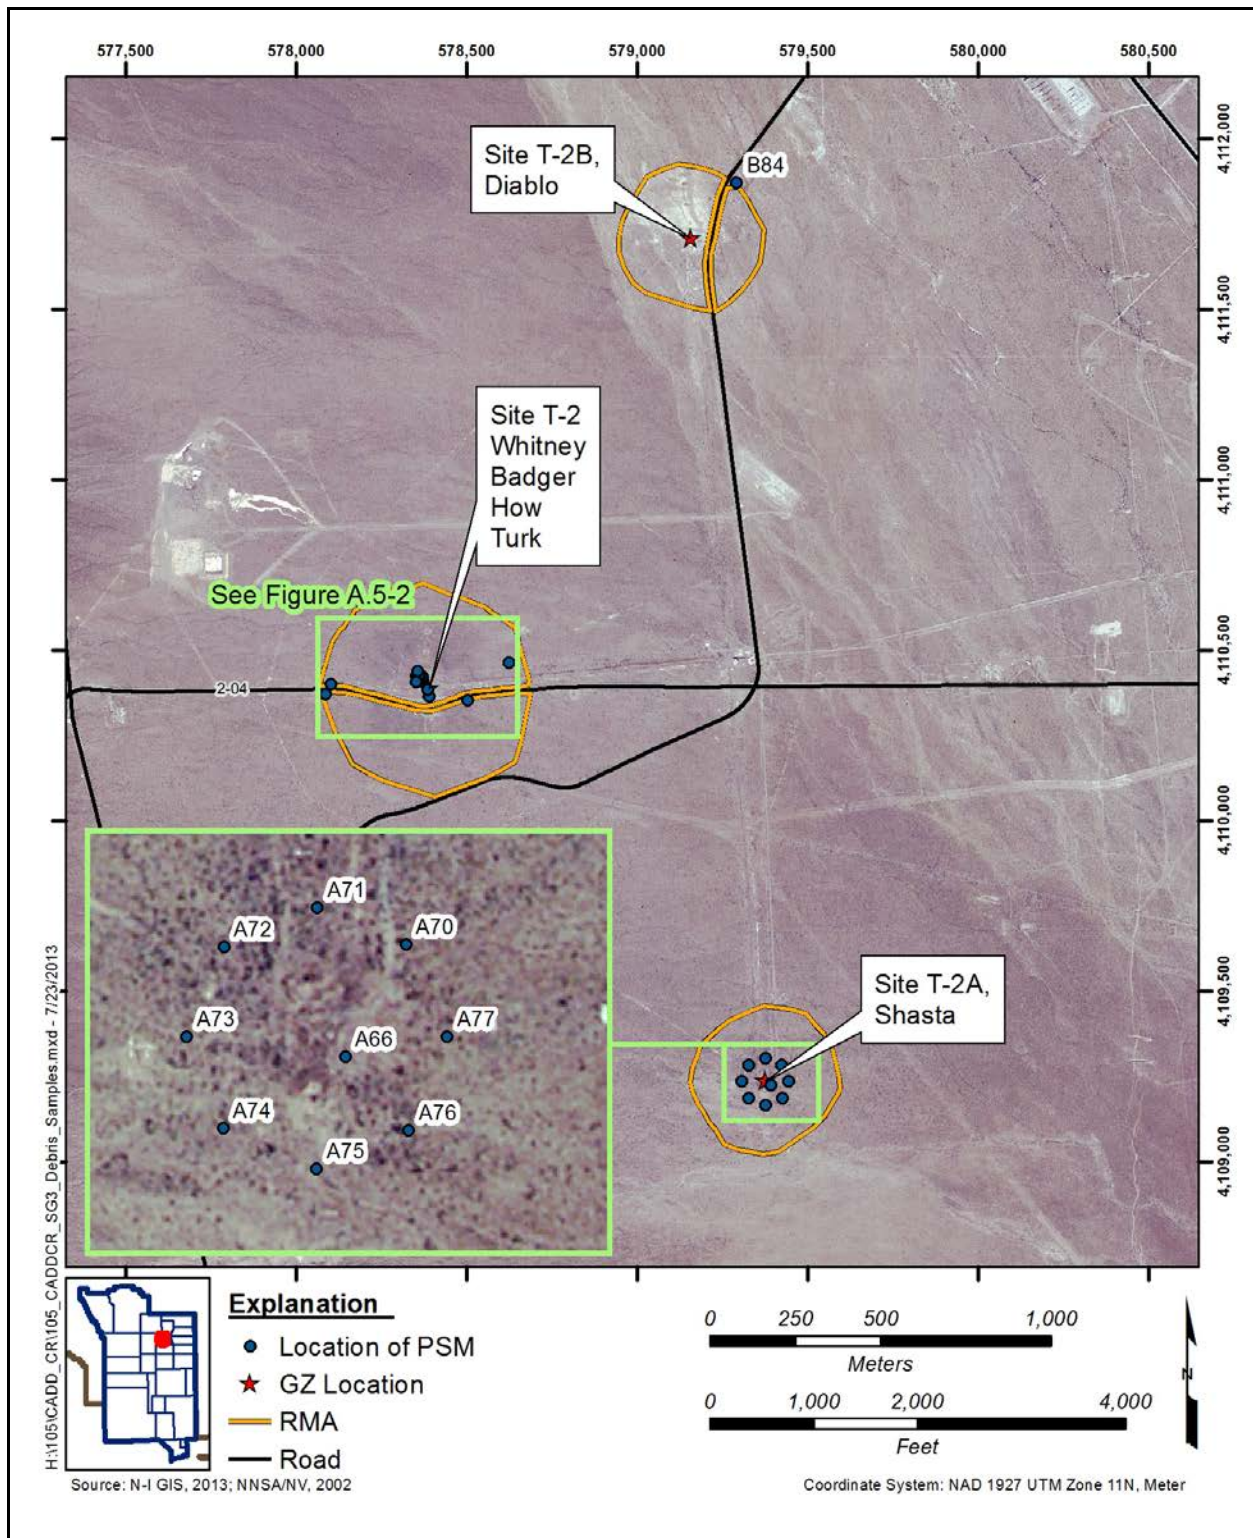 577,500
578,000
578,500
579,000
579,500
580,000
580,500
4,112,000
4,111,500
4,111,000
4,110,500
4,110,000
4,109,500
4,109,000
Site T-2B,
Diablo
B84
Site T-2
Whitney
Badger
How
Turk
See Figure A.5-2
2-04
A71
A72
A70
A73
A66
A77
A74
A76
A75
Site T-2A,
Shasta
H:\105\CADD_CR\105_CADDCR_SG3_Debris_Samples.mxd - 7/23/2013
Explanation
Location of PSM
GZ Location
RMA
Road
0 250 500 1,000
Meters
0 1,000 2,000 4,000
Feet
N
Source: N-I GIS, 2013; NNSA/NV, 2002
Coordinate System: NAD 1927 UTM Zone 11N, Meter